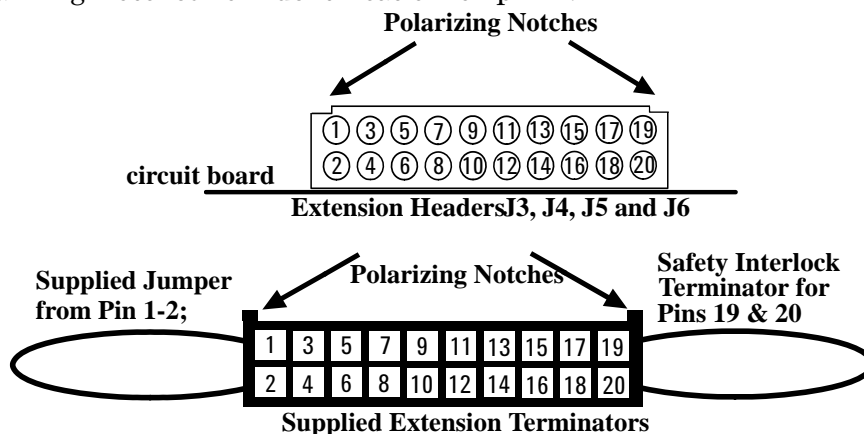 Polarizing Notches
1 3 5 7 9 11 13 15 17 19
2 4 6 8 10 12 14 16 18 20
circuit board
Extension HeadersJ3, J4, J5 and J6
Polarizing Notches
Supplied Jumper
from Pin 1-2;
Safety Interlock
Terminator for
Pins 19 & 20
1 3 5 7 9 11 13 15 17 19
2 4 6 8 10 12 14 16 18 20
Supplied Extension Terminators